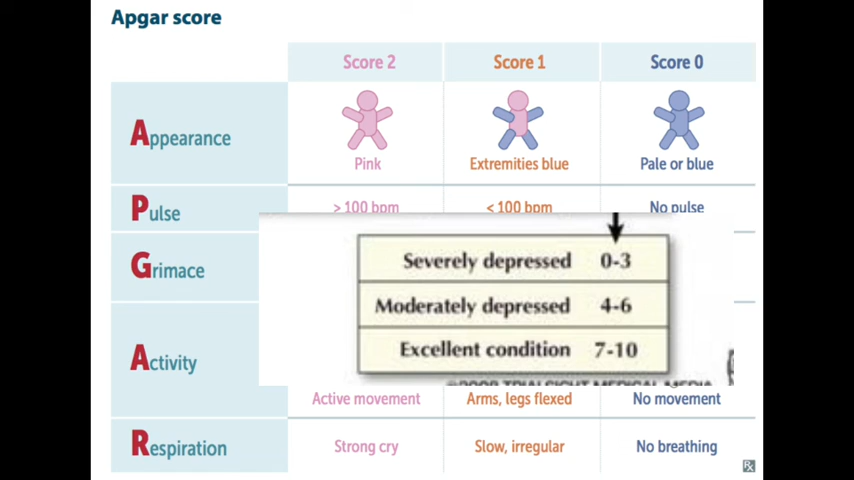 Apgar score
Score 2 Score 1 Score 0
Appearance
Pink Extremities blue Pale or blue
Pulse > 100 bpm < 100 bpm No pulse
Severely depressed 0-3
Grimace
Moderately depressed 4-6
Excellent condition 7-10
Activity
Active movement Arms, legs flexed No movement
Respiration Strong cry Slow, irregular No breathing